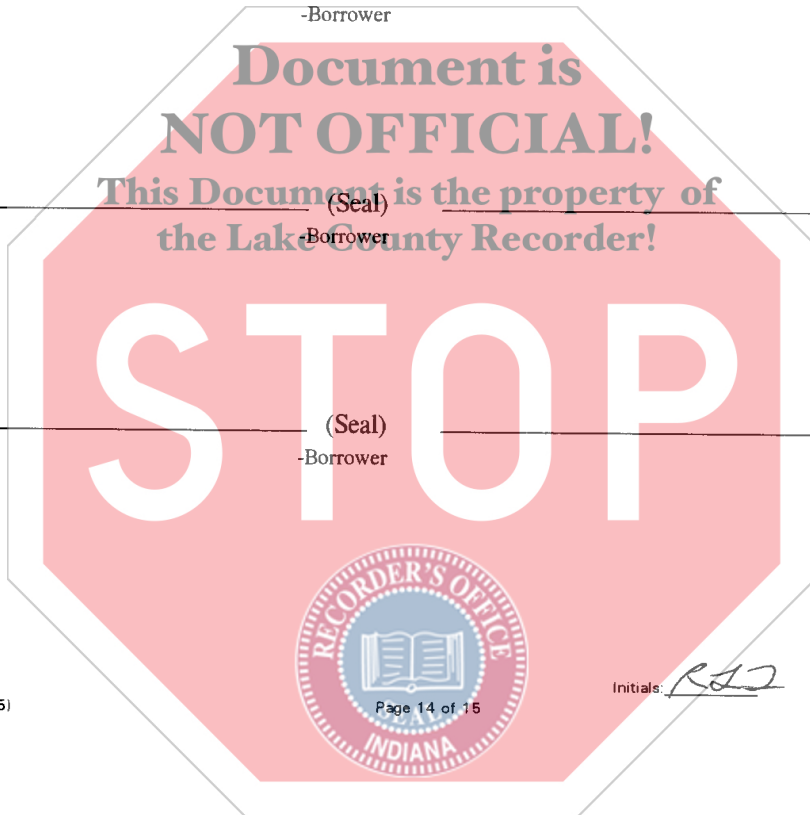 -Borrower
Document is
NOT OFFICIAL!
This Document is the property of
the Lake County Recorder!
(Seal)
-Borrower
STOP
(Seal)
-Borrower
RECORDER'S OFFICE
SEAL
INDIANA
Initials:
5)
Page 14 of 15